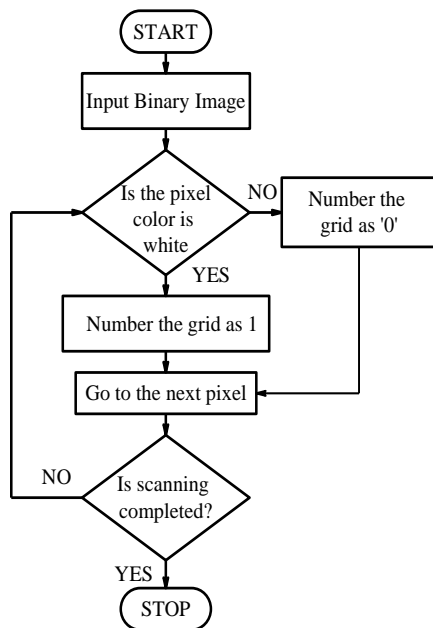 START
Input Binary Image
Is the pixel
color is
white
NO
Number the
grid as '0'
YES
Number the grid as 1
Go to the next pixel
NO
Is scanning
completed?
YES
STOP